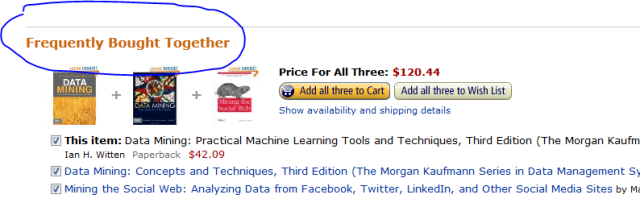 Frequently Bought Together
LOOK INSIDE!
LOOK INSIDE!
LOOK INSIDE!
DATA
MINING
+
DATA MINING
+
Mining the
Social Web
Price For All Three: $120.44
Add all three to Cart
Add all three to Wish List
Show availability and shipping details
This item: Data Mining: Practical Machine Learning Tools and Techniques, Third Edition (The Morgan Kaufm
Ian H. Witten Paperback $42.09
Data Mining: Concepts and Techniques, Third Edition (The Morgan Kaufmann Series in Data Management Sy
Mining the Social Web: Analyzing Data from Facebook, Twitter, LinkedIn, and Other Social Media Sites by Ma